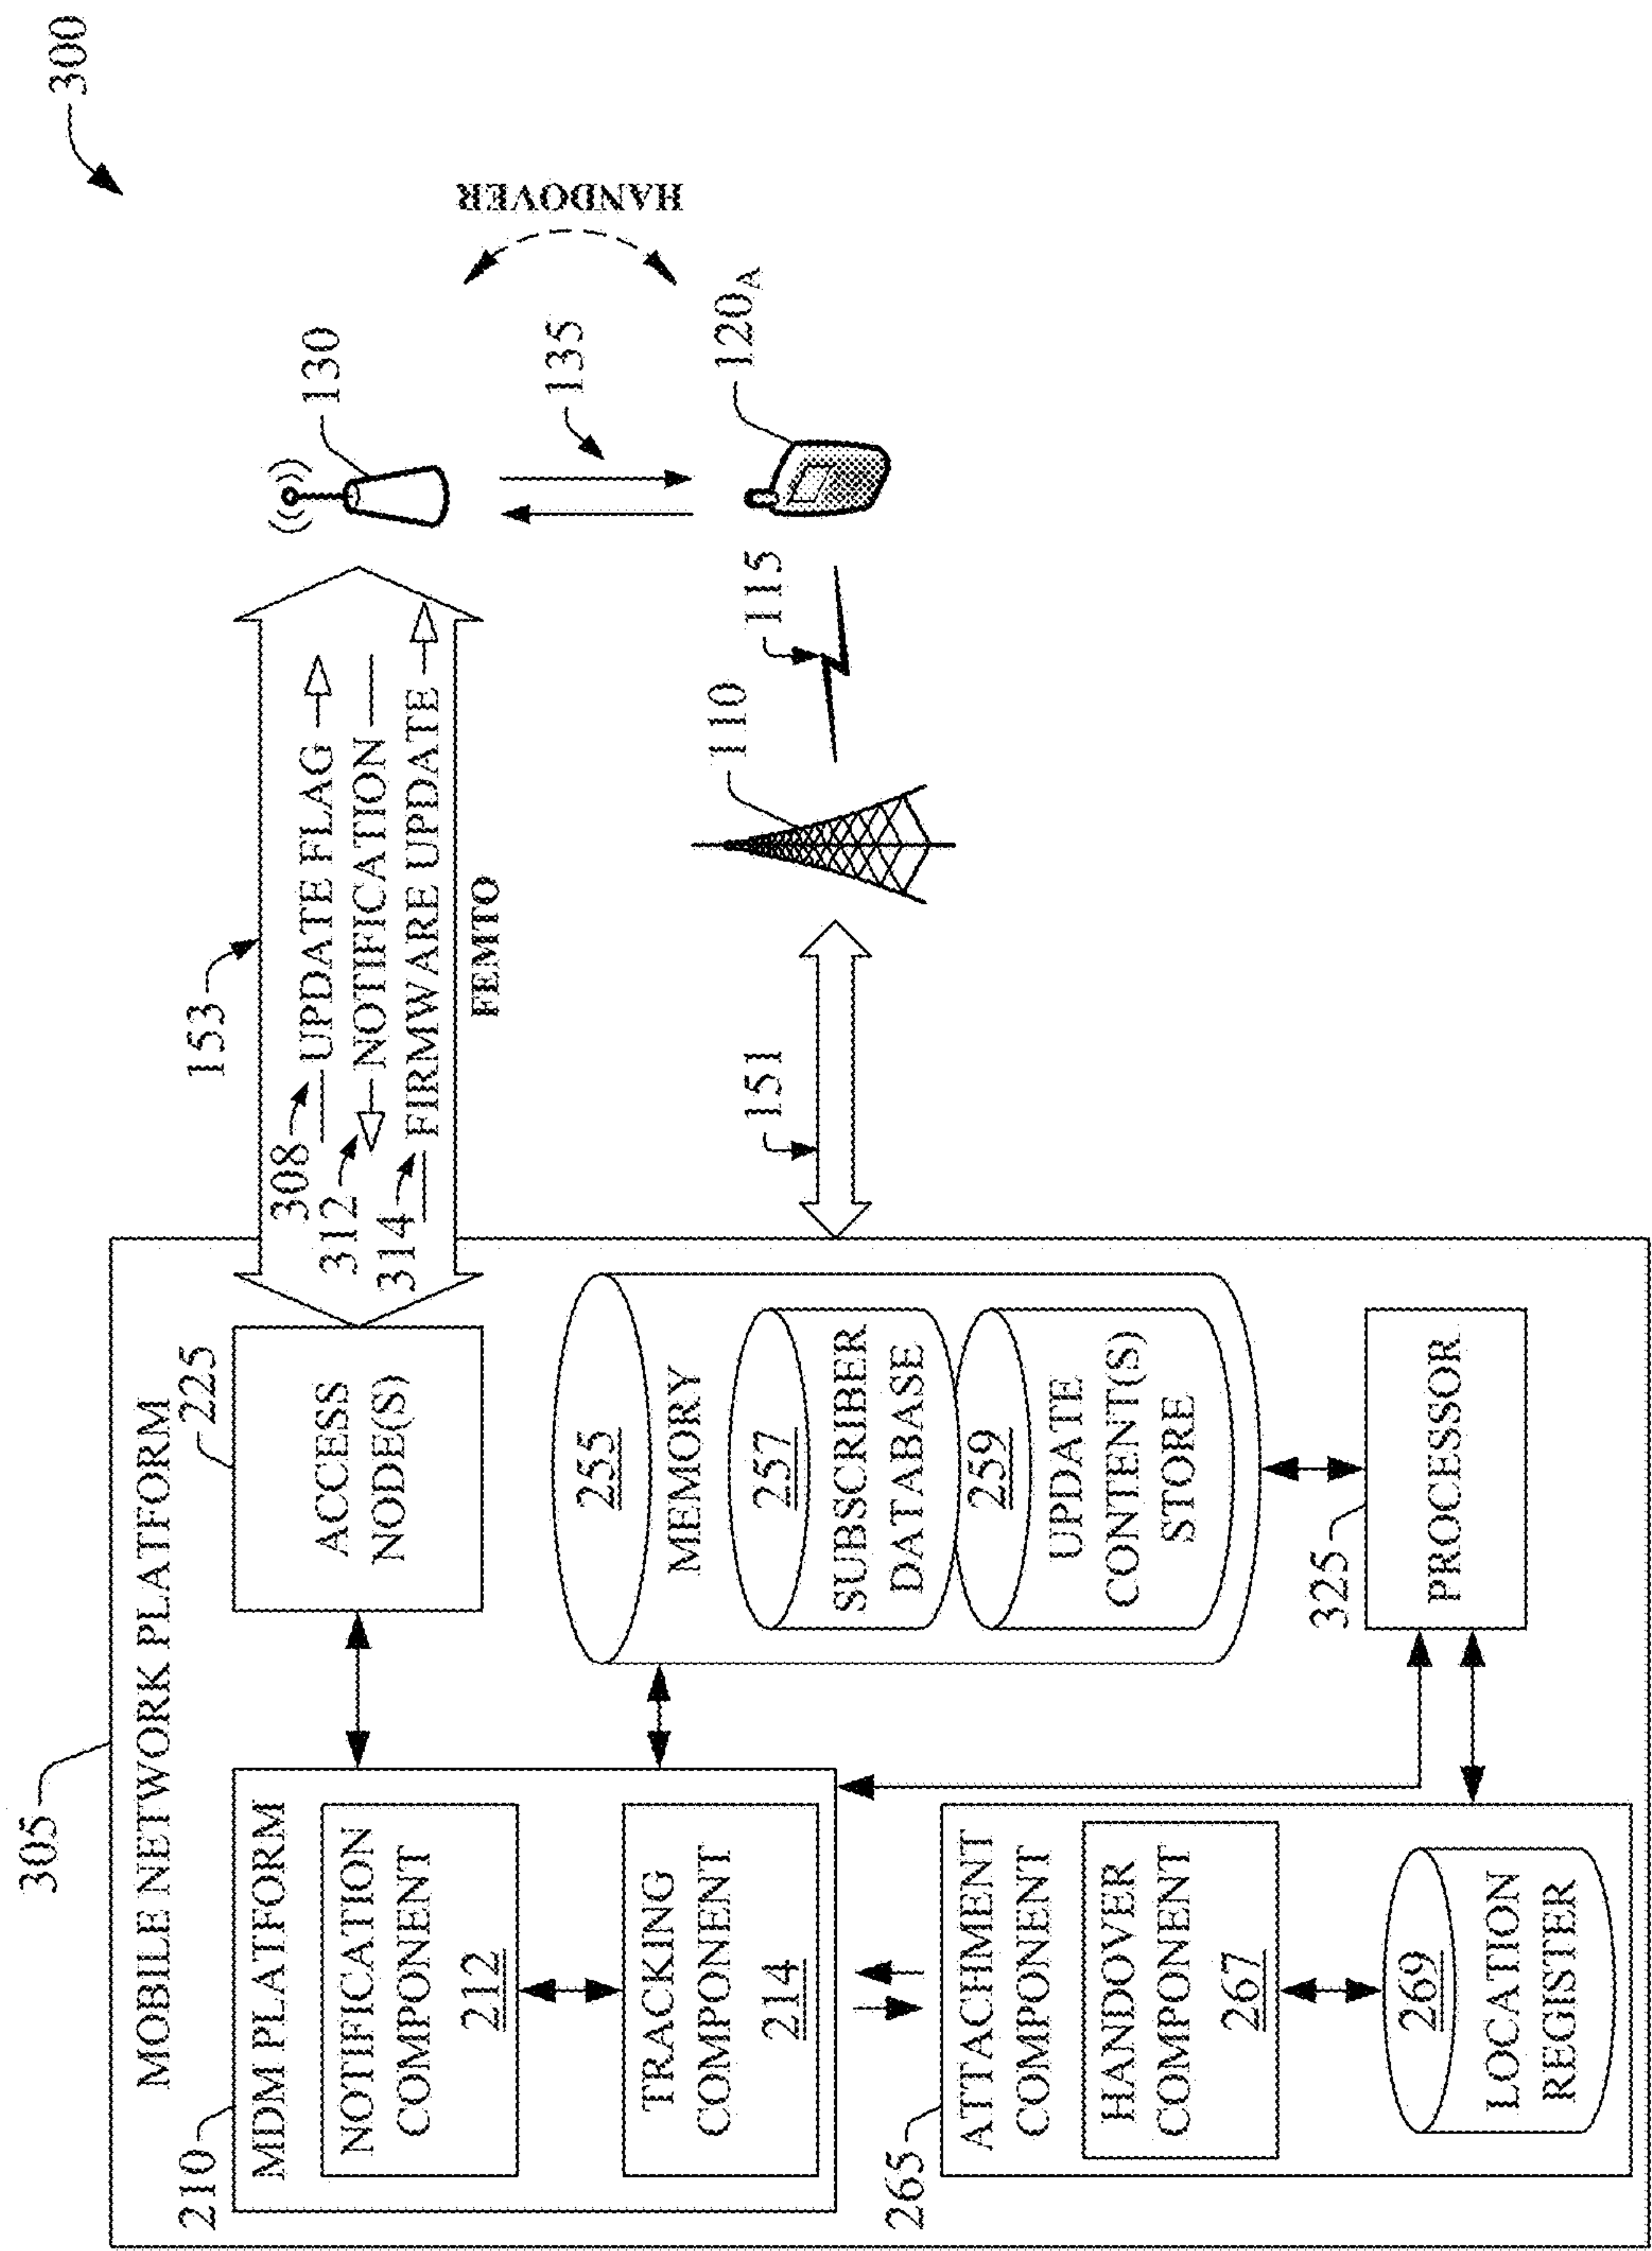 300
305
MOBILE NETWORK PLATFORM
210
MDM PLATFORM
NOTIFICATION
COMPONENT
212
TRACKING
COMPONENT
214
225
ACCESS
NODE(S)
153
308
UPDATE FLAG
312
NOTIFICATION
314
FIRMWARE UPDATE
FEMTO
130
HANDOVER
135
120A
115
110
151
255
MEMORY
257
SUBSCRIBER
DATABASE
259
UPDATE
CONTENT(S)
STORE
265
ATTACHMENT
COMPONENT
HANDOVER
COMPONENT
267
269
LOCATION
REGISTER
325
PROCESSOR